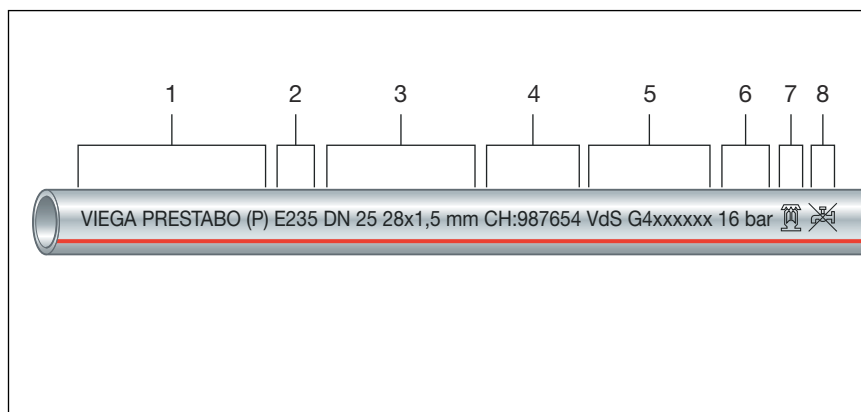 1 2 3 4 5 6 7 8
VIEGA PRESTABO (P) E235 DN 25 28x1,5 mm CH:987654 VdS G4xxxxxx 16 bar